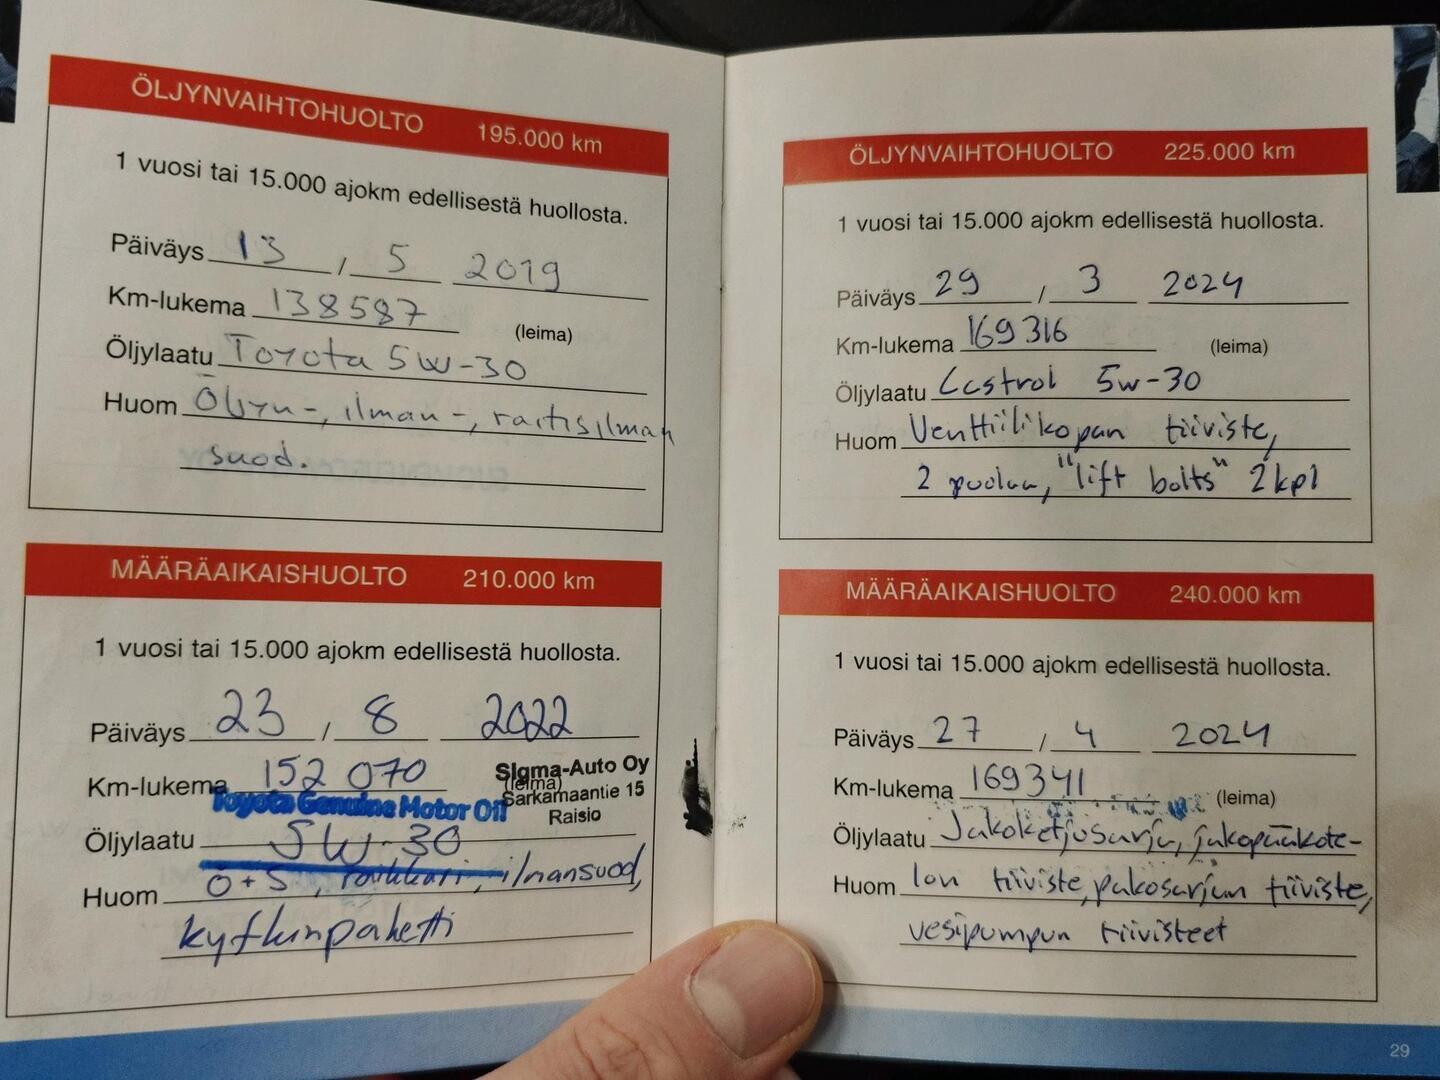 ÖLJYNVAIHTOHUOLTO 195.000 km
1 vuosi tai 15.000 ajokm edellisestä huollosta.
Päiväys 13 / 5 2019
Km-lukema 138587
(leima)
Öljylaatu Toyota 5W-30
Huom Öljyn-, ilman-, raitisilman
suod.
MÄÄRÄAIKAISHUOLTO 210.000 km
1 vuosi tai 15.000 ajokm edellisestä huollosta.
Päiväys 23 / 8 2022
Km-lukema 152 070
(leima)
Sigma-Auto Oy
Sarkamaantie 15
Raisio
Toyota Genuine Motor Oil
Öljylaatu 5W-30
Huom Ö+S, raikkari, ilmansuod,
kytkinpaketti
ÖLJYNVAIHTOHUOLTO 225.000 km
1 vuosi tai 15.000 ajokm edellisestä huollosta.
Päiväys 29 / 3 2024
Km-lukema 169316
(leima)
Öljylaatu Castrol 5w-30
Huom Venttiilikopan tiiviste,
2 puolaa, "lift bolts" 2kpl
MÄÄRÄAIKAISHUOLTO 240.000 km
1 vuosi tai 15.000 ajokm edellisestä huollosta.
Päiväys 27 / 4 2024
Km-lukema 169341
(leima)
Öljylaatu Jakoketjusarja, jakopääkote-
Huom lon tiiviste, pakosarjan tiiviste,
vesipumpun tiivisteet
29